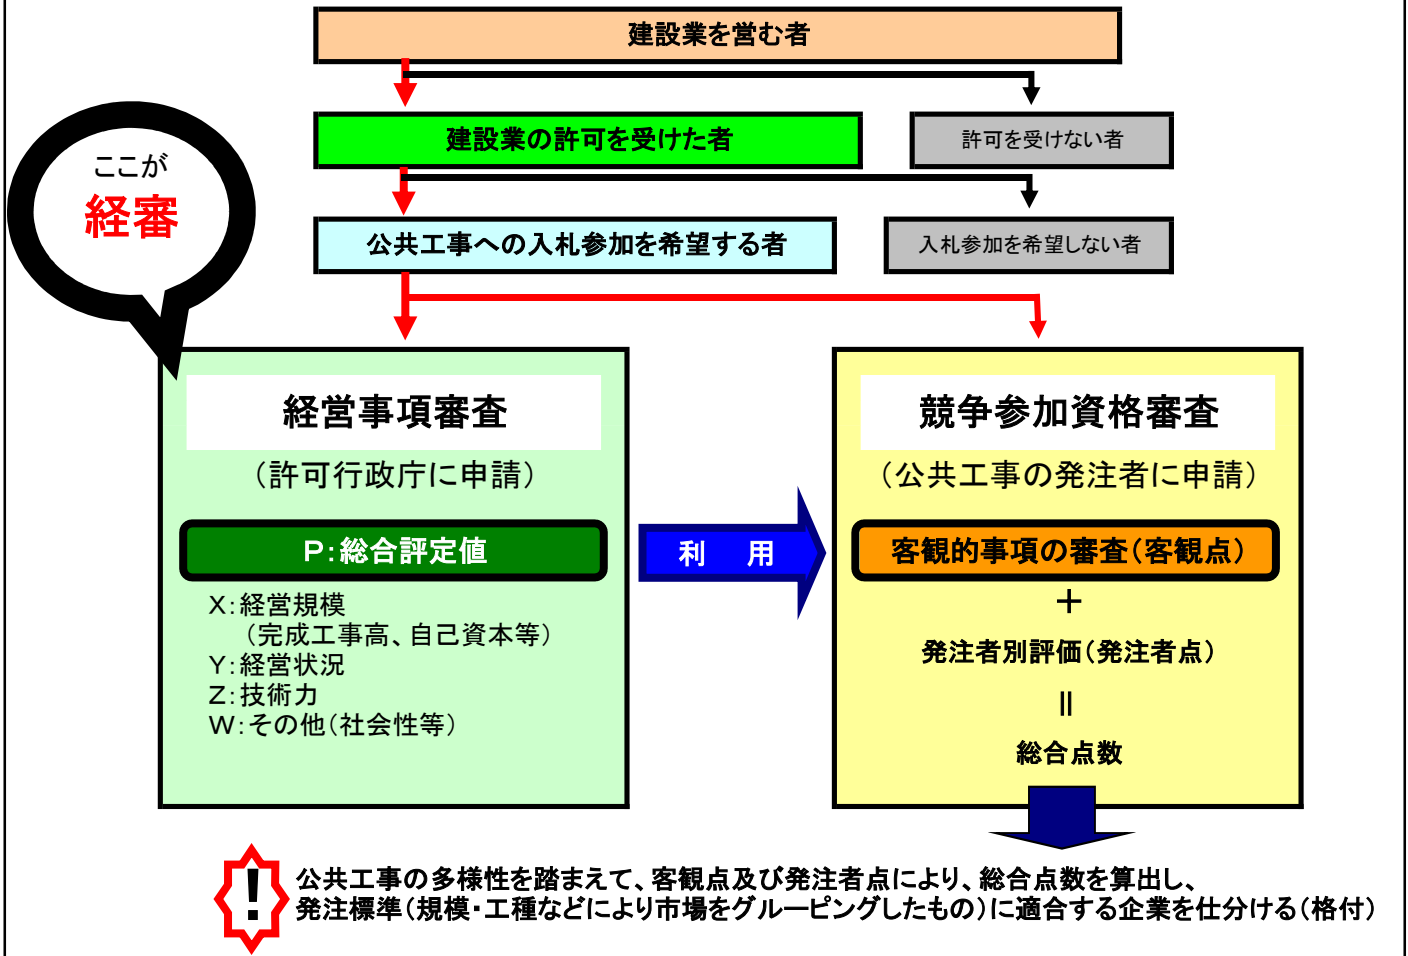 建設業を営む者
建設業の許可を受けた者
許可を受けない者
ここが
経審
公共工事への入札参加を希望する者
入札参加を希望しない者
経営事項審査
（許可行政庁に申請）
P：総合評定値
X：経営規模
（完成工事高、自己資本等）
Y：経営状況
Z：技術力
W：その他（社会性等）
利　用
競争参加資格審査
（公共工事の発注者に申請）
客観的事項の審査（客観点）
＋
発注者別評価（発注者点）
＝
総合点数
!
公共工事の多様性を踏まえて、客観点及び発注者点により、総合点数を算出し、
発注標準（規模・工種などにより市場をグルーピングしたもの）に適合する企業を仕分ける（格付）